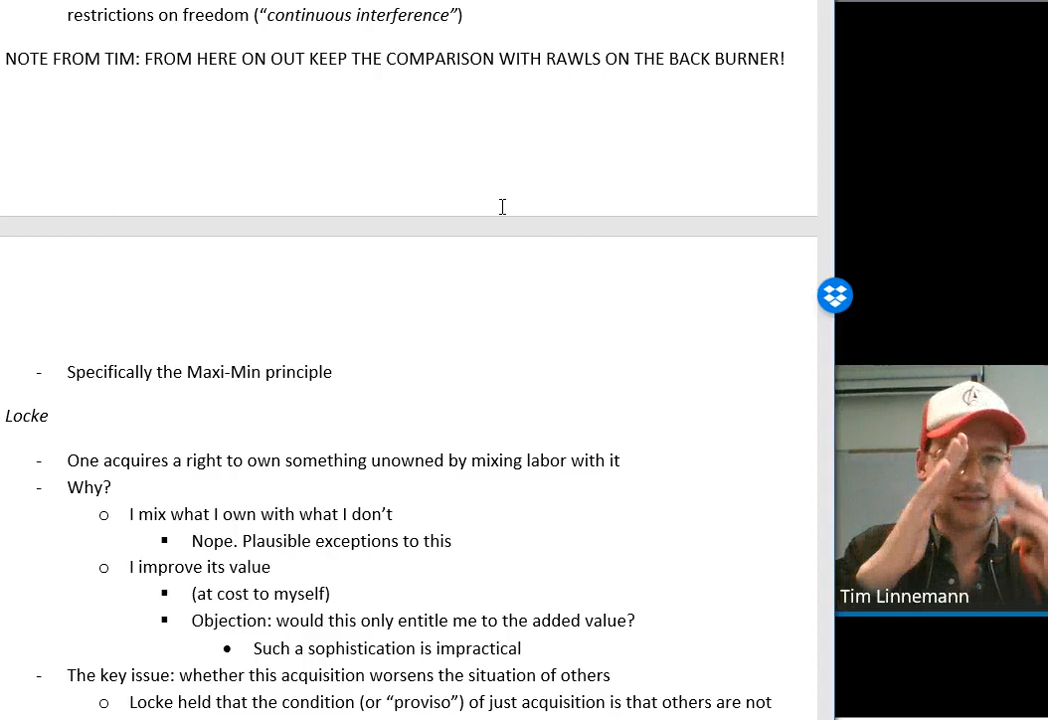 restrictions on freedom (“continuous interference”)
NOTE FROM TIM: FROM HERE ON OUT KEEP THE COMPARISON WITH RAWLS ON THE BACK BURNER!
- Specifically the Maxi-Min principle
Locke
- One acquires a right to own something unowned by mixing labor with it
- Why?
o I mix what I own with what I don’t
▪ Nope. Plausible exceptions to this
o I improve its value
▪ (at cost to myself)
▪ Objection: would this only entitle me to the added value?
• Such a sophistication is impractical
- The key issue: whether this acquisition worsens the situation of others
o Locke held that the condition (or “proviso”) of just acquisition is that others are not
Tim Linnemann